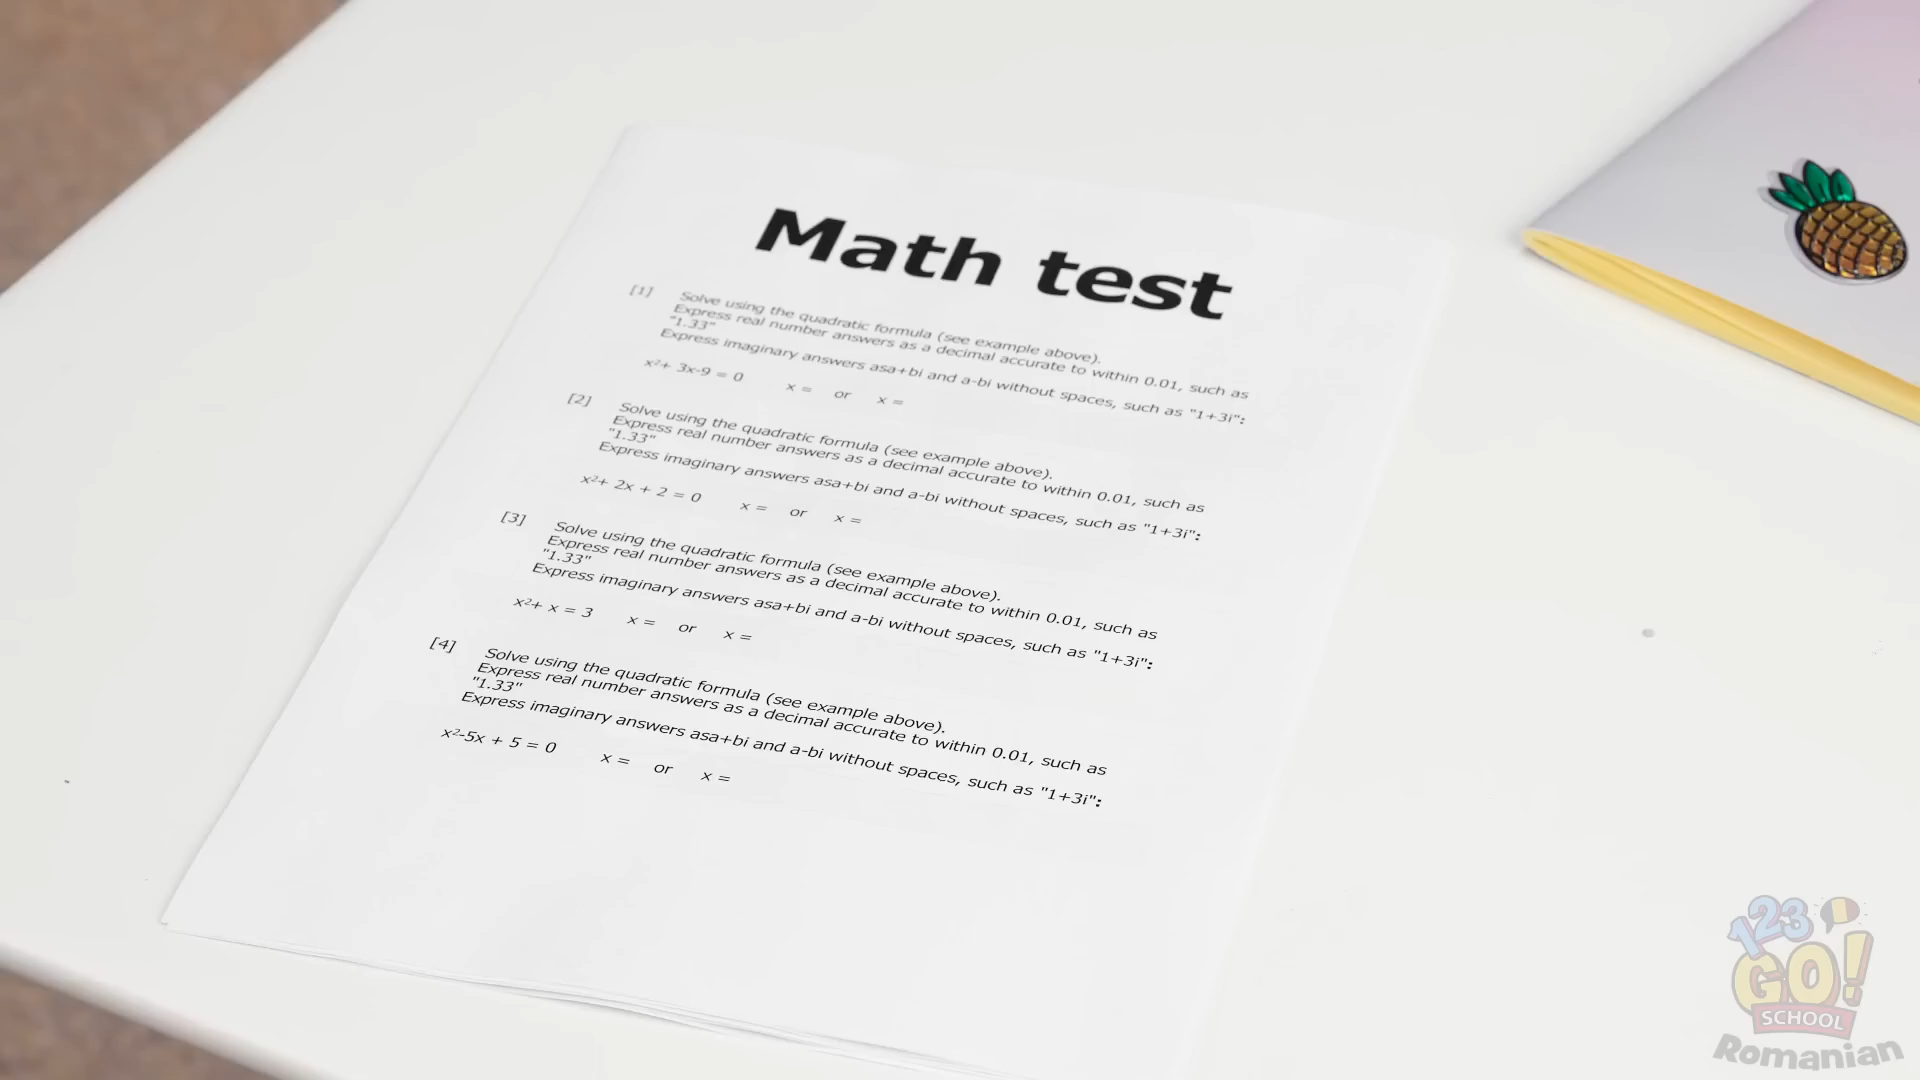 Math test
[1] Solve using the quadratic formula (see example above).
Express real number answers as a decimal accurate to within 0.01, such as
"1.33"
Express imaginary answers asa+bi and a-bi without spaces, such as "1+3i":
x²+ 3x-9 = 0 x = or x =
[2] Solve using the quadratic formula (see example above).
Express real number answers as a decimal accurate to within 0.01, such as
"1.33"
Express imaginary answers asa+bi and a-bi without spaces, such as "1+3i":
x²+ 2x + 2 = 0 x = or x =
[3] Solve using the quadratic formula (see example above).
Express real number answers as a decimal accurate to within 0.01, such as
"1.33"
Express imaginary answers asa+bi and a-bi without spaces, such as "1+3i":
x²+ x = 3 x = or x =
[4] Solve using the quadratic formula (see example above).
Express real number answers as a decimal accurate to within 0.01, such as
"1.33"
Express imaginary answers asa+bi and a-bi without spaces, such as "1+3i":
x²-5x + 5 = 0 x = or x =
123
GO!
SCHOOL
Romanian